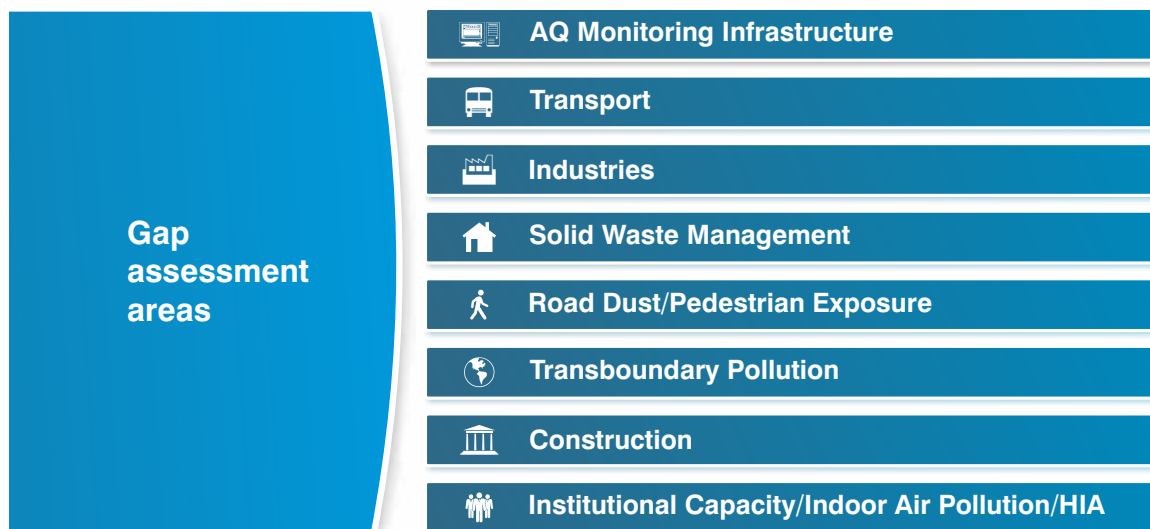 Gap
assessment
areas
AQ Monitoring Infrastructure
Transport
Industries
Solid Waste Management
Road Dust/Pedestrian Exposure
Transboundary Pollution
Construction
Institutional Capacity/Indoor Air Pollution/HIA